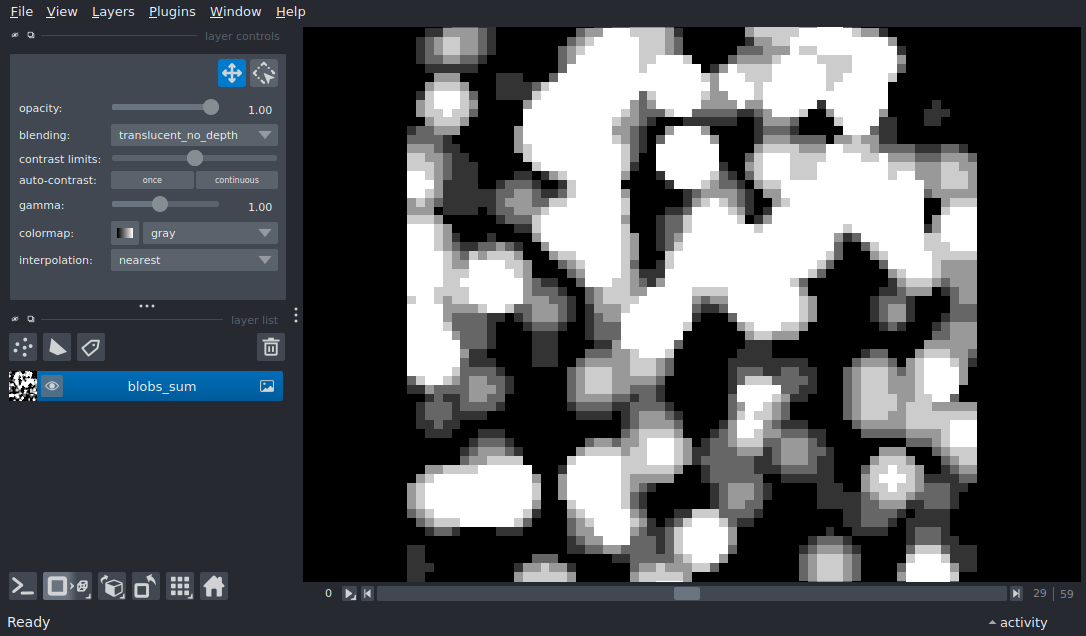 File View Layers Plugins Window Help
layer controls
opacity: 1.00
blending: translucent_no_depth
contrast limits:
auto-contrast: once continuous
gamma: 1.00
colormap: gray
interpolation: nearest
layer list
blobs_sum
0 29 59
Ready activity